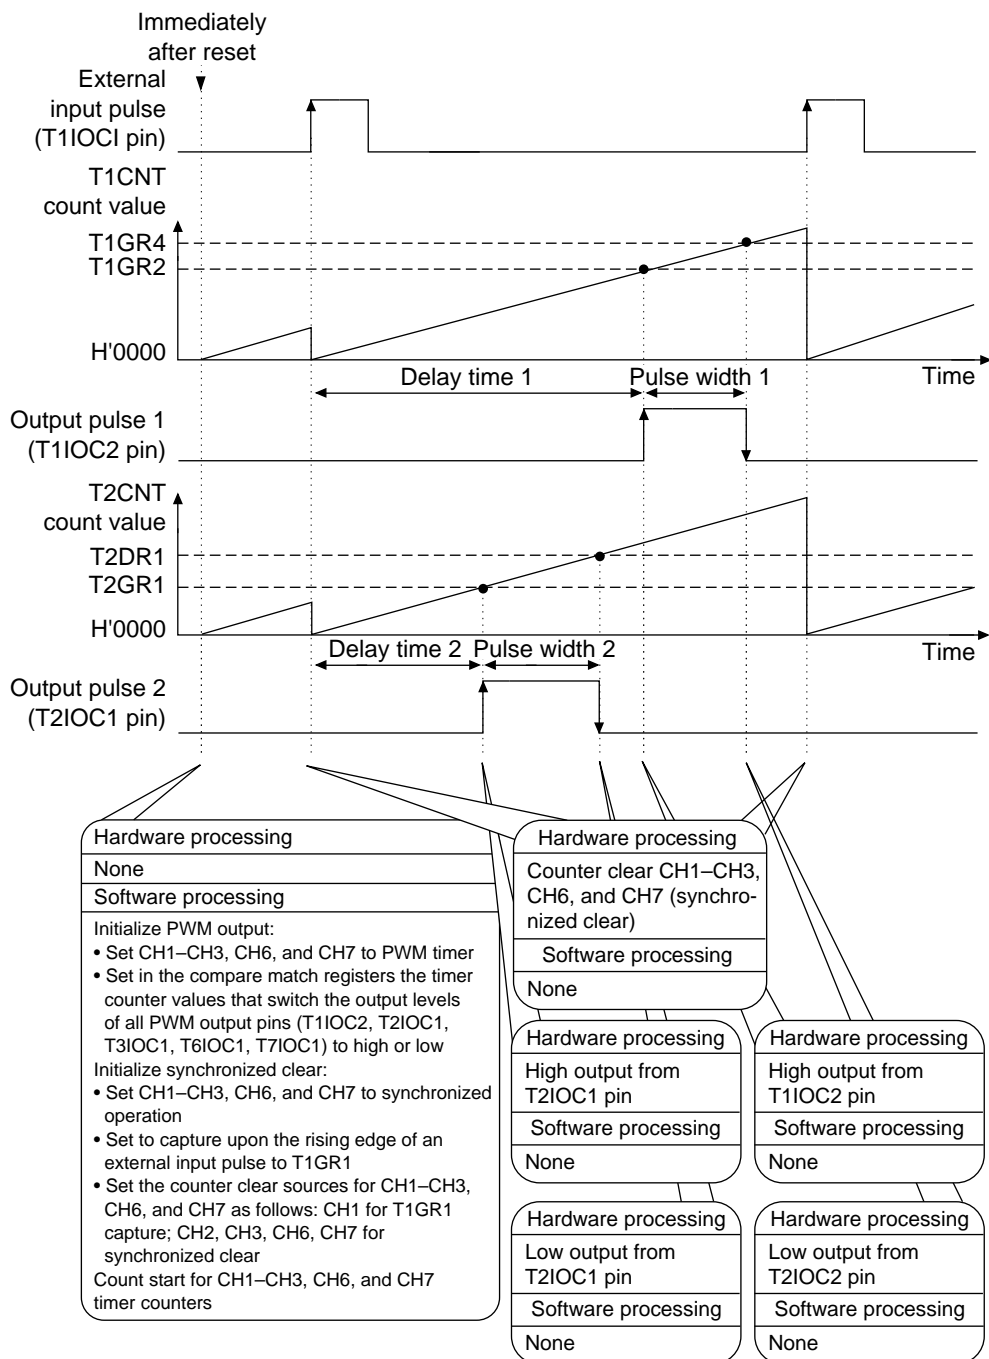 Immediately
after reset
External
input pulse
(T1IOCI pin)
T1CNT
count value
T1GR4
T1GR2
H'0000
Time
Delay time 1
Pulse width 1
Output pulse 1
(T1IOC2 pin)
T2CNT
count value
T2DR1
T2GR1
H'0000
Time
Delay time 2
Pulse width 2
Output pulse 2
(T2IOC1 pin)
Hardware processing
None
Software processing
Initialize PWM output:
• Set CH1–CH3, CH6, and CH7 to PWM timer
• Set in the compare match registers the timer
counter values that switch the output levels
of all PWM output pins (T1IOC2, T2IOC1,
T3IOC1, T6IOC1, T7IOC1) to high or low
Initialize synchronized clear:
• Set CH1–CH3, CH6, and CH7 to synchronized
operation
• Set to capture upon the rising edge of an
external input pulse to T1GR1
• Set the counter clear sources for CH1–CH3,
CH6, and CH7 as follows: CH1 for T1GR1
capture; CH2, CH3, CH6, CH7 for
synchronized clear
Count start for CH1–CH3, CH6, and CH7
timer counters
Hardware processing
Counter clear CH1–CH3,
CH6, and CH7 (synchro-
nized clear)
Software processing
None
Hardware processing
High output from
T2IOC1 pin
Software processing
None
Hardware processing
High output from
T1IOC2 pin
Software processing
None
Hardware processing
Low output from
T2IOC1 pin
Software processing
None
Hardware processing
Low output from
T2IOC2 pin
Software processing
None